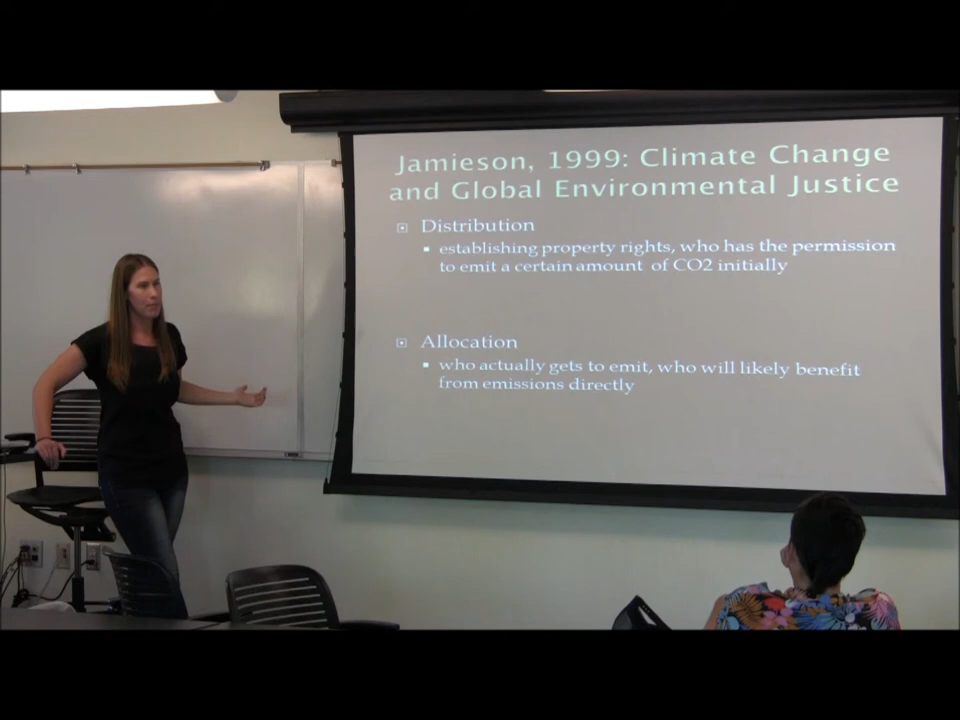 Jamieson, 1999: Climate Change
and Global Environmental Justice
Distribution
establishing property rights, who has the permission
to emit a certain amount of CO2 initially
Allocation
who actually gets to emit, who will likely benefit
from emissions directly